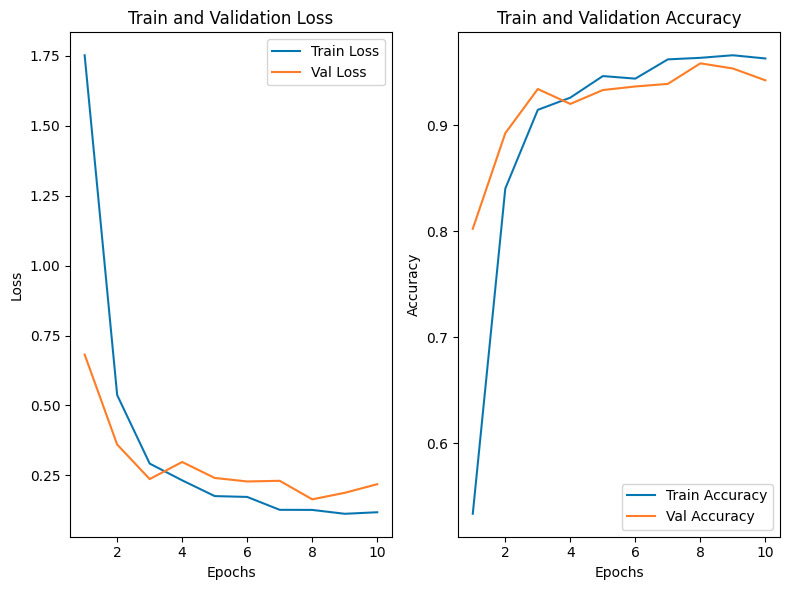 Train and Validation Loss
Train Loss
Val Loss
1.75
1.50
1.25
1.00
0.75
0.50
0.25
Loss
2 4 6 8 10
Epochs
Train and Validation Accuracy
0.9
0.8
0.7
0.6
Accuracy
Train Accuracy
Val Accuracy
2 4 6 8 10
Epochs